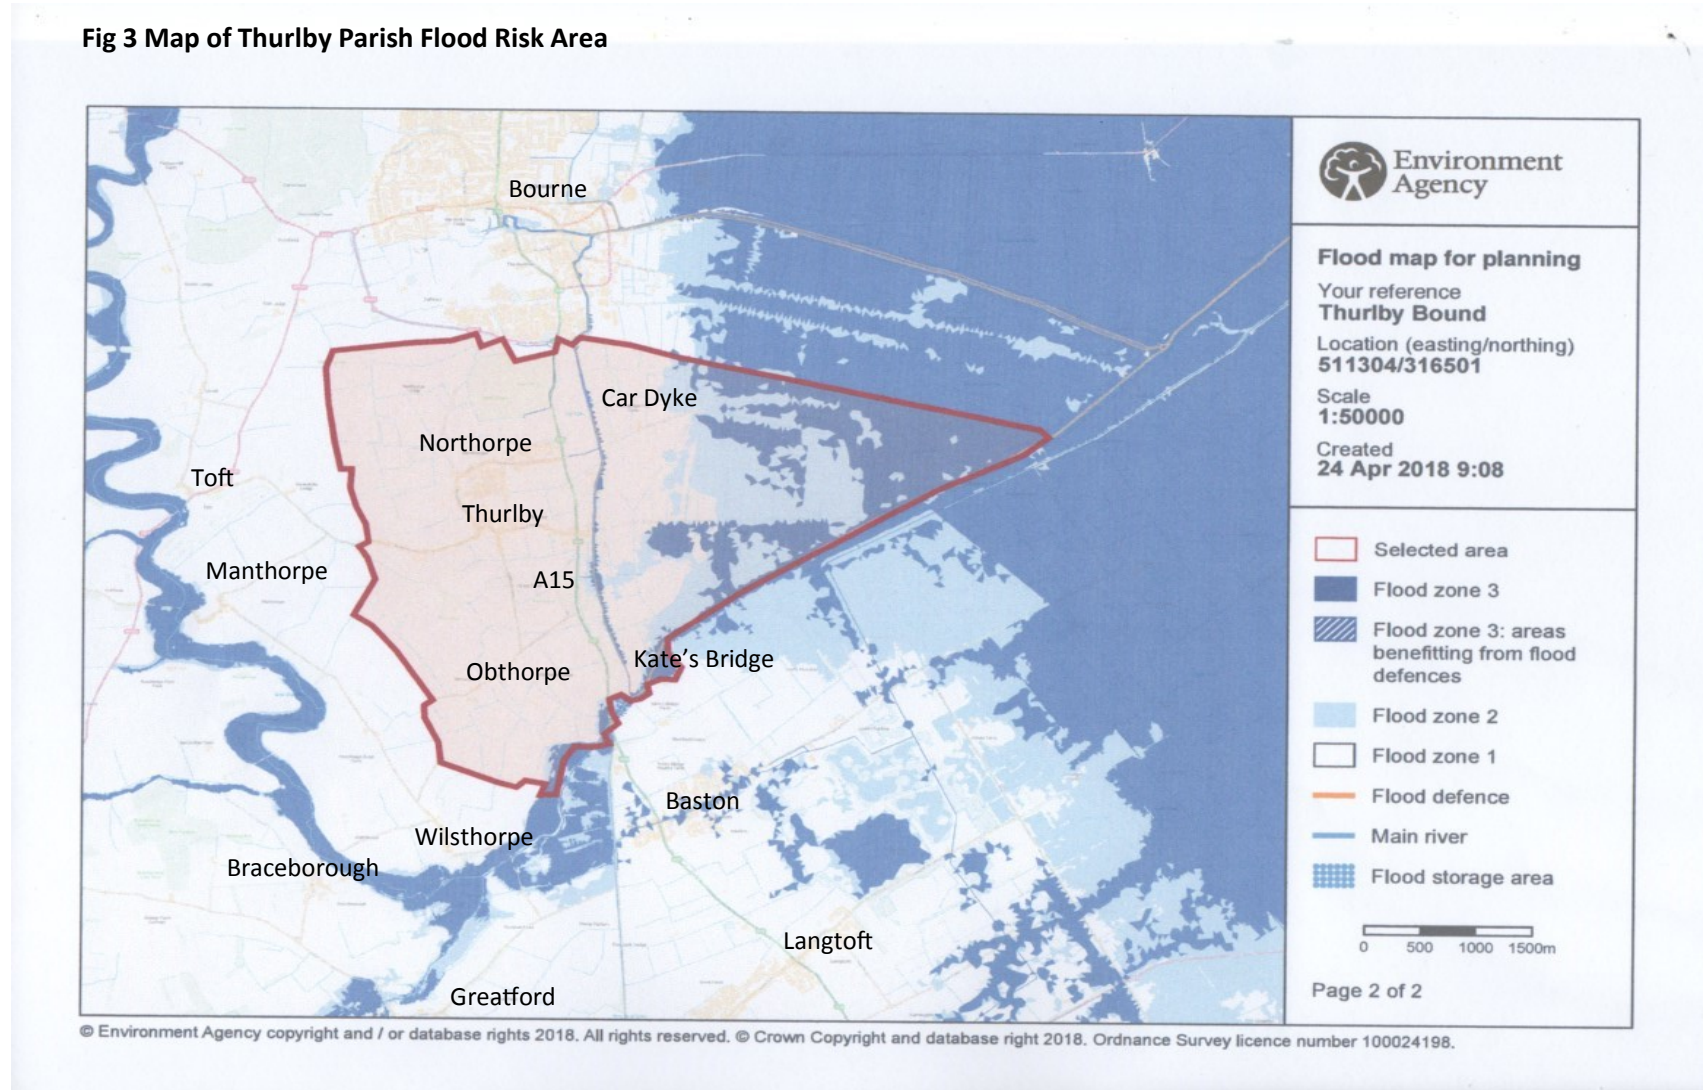 Fig 3 Map of Thurlby Parish Flood Risk Area
Bourne
Car Dyke
Northorpe
Toft
Thurlby
Manthorpe
A15
Kate's Bridge
Obthorpe
Baston
Wilsthorpe
Braceborough
Langtoft
Greatford
Environment
Agency
Flood map for planning
Your reference
Thurlby Bound
Location (easting/northing)
511304/316501
Scale
1:50000
Created
24 Apr 2018 9:08
Selected area
Flood zone 3
Flood zone 3: areas
benefitting from flood
defences
Flood zone 2
Flood zone 1
Flood defence
Main river
Flood storage area
0 500 1000 1500m
Page 2 of 2
© Environment Agency copyright and / or database rights 2018. All rights reserved. © Crown Copyright and database right 2018. Ordnance Survey licence number 100024198.